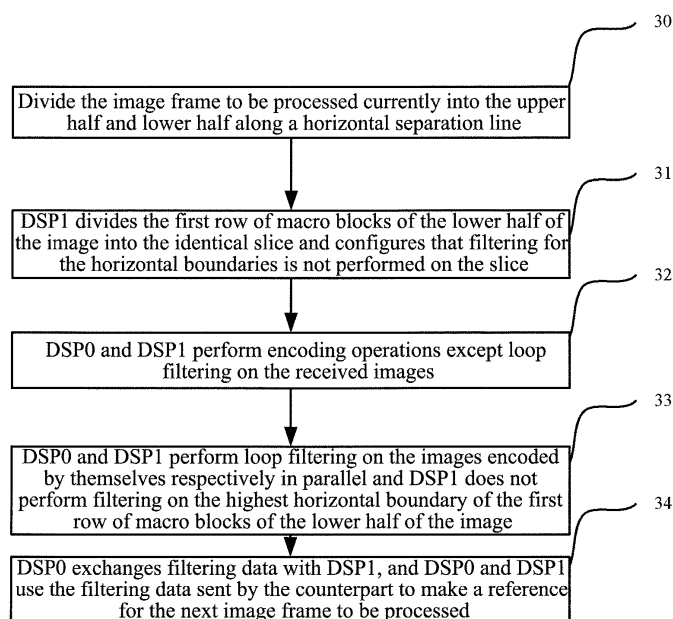 30
Divide the image frame to be processed currently into the upper
half and lower half along a horizontal separation line
31
DSP1 divides the first row of macro blocks of the lower half of
the image into the identical slice and configures that filtering for
the horizontal boundaries is not performed on the slice
32
DSP0 and DSP1 perform encoding operations except loop
filtering on the received images
33
DSP0 and DSP1 perform loop filtering on the images encoded
by themselves respectively in parallel and DSP1 does not
perform filtering on the highest horizontal boundary of the first
row of macro blocks of the lower half of the image
34
DSP0 exchanges filtering data with DSP1, and DSP0 and DSP1
use the filtering data sent by the counterpart to make a reference
for the next image frame to be processed